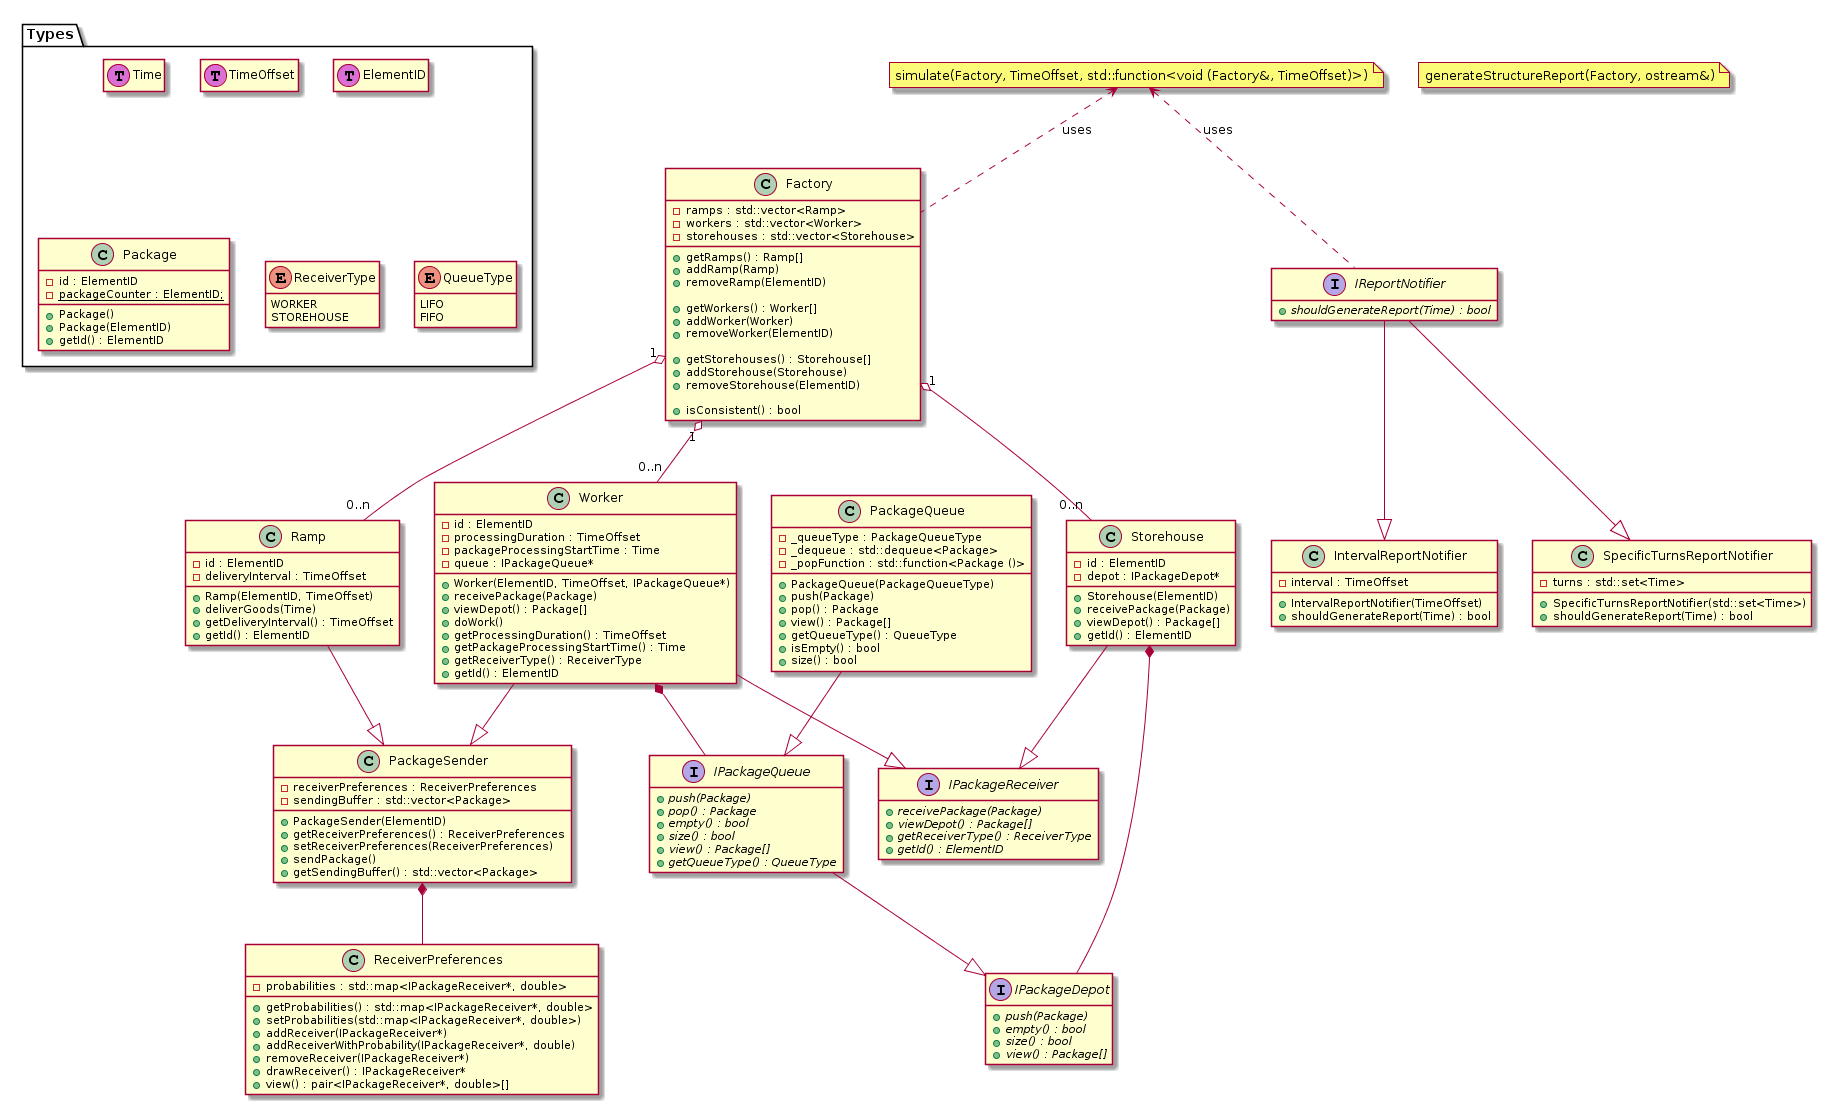 Types
T Time
T TimeOffset
T ElementID
C Package
id : ElementID
packageCounter : ElementID;
Package()
Package(ElementID)
getId() : ElementID
E ReceiverType
WORKER
STOREHOUSE
E QueueType
LIFO
FIFO
simulate(Factory, TimeOffset, std::function<void (Factory&, TimeOffset)>)
generateStructureReport(Factory, ostream&)
uses
uses
C Factory
ramps : std::vector<Ramp>
workers : std::vector<Worker>
storehouses : std::vector<Storehouse>
getRamps() : Ramp[]
addRamp(Ramp)
removeRamp(ElementID)
getWorkers() : Worker[]
addWorker(Worker)
removeWorker(ElementID)
getStorehouses() : Storehouse[]
addStorehouse(Storehouse)
removeStorehouse(ElementID)
isConsistent() : bool
I IReportNotifier
shouldGenerateReport(Time) : bool
1
1
1
0..n
0..n
0..n
C Ramp
id : ElementID
deliveryInterval : TimeOffset
Ramp(ElementID, TimeOffset)
deliverGoods(Time)
getDeliveryInterval() : TimeOffset
getId() : ElementID
C Worker
id : ElementID
processingDuration : TimeOffset
packageProcessingStartTime : Time
queue : IPackageQueue*
Worker(ElementID, TimeOffset, IPackageQueue*)
receivePackage(Package)
viewDepot() : Package[]
doWork()
getProcessingDuration() : TimeOffset
getPackageProcessingStartTime() : Time
getReceiverType() : ReceiverType
getId() : ElementID
C PackageQueue
_queueType : PackageQueueType
_dequeue : std::dequeue<Package>
_popFunction : std::function<Package ()>
PackageQueue(PackageQueueType)
push(Package)
pop() : Package
view() : Package[]
getQueueType() : QueueType
isEmpty() : bool
size() : bool
C Storehouse
id : ElementID
depot : IPackageDepot*
Storehouse(ElementID)
receivePackage(Package)
viewDepot() : Package[]
getId() : ElementID
C IntervalReportNotifier
interval : TimeOffset
IntervalReportNotifier(TimeOffset)
shouldGenerateReport(Time) : bool
C SpecificTurnsReportNotifier
turns : std::set<Time>
SpecificTurnsReportNotifier(std::set<Time>)
shouldGenerateReport(Time) : bool
C PackageSender
receiverPreferences : ReceiverPreferences
sendingBuffer : std::vector<Package>
PackageSender(ElementID)
getReceiverPreferences() : ReceiverPreferences
setReceiverPreferences(ReceiverPreferences)
sendPackage()
getSendingBuffer() : std::vector<Package>
I IPackageQueue
push(Package)
pop() : Package
empty() : bool
size() : bool
view() : Package[]
getQueueType() : QueueType
I IPackageReceiver
receivePackage(Package)
viewDepot() : Package[]
getReceiverType() : ReceiverType
getId() : ElementID
C ReceiverPreferences
probabilities : std::map<IPackageReceiver*, double>
getProbabilities() : std::map<IPackageReceiver*, double>
setProbabilities(std::map<IPackageReceiver*, double>)
addReceiver(IPackageReceiver*)
addReceiverWithProbability(IPackageReceiver*, double)
removeReceiver(IPackageReceiver*)
drawReceiver() : IPackageReceiver*
view() : pair<IPackageReceiver*, double>[]
I IPackageDepot
push(Package)
empty() : bool
size() : bool
view() : Package[]